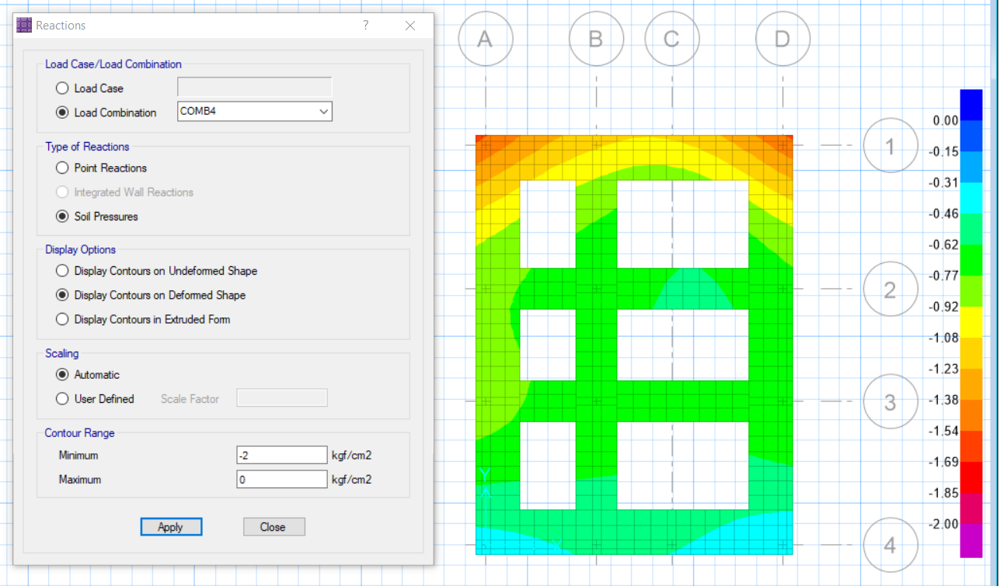 Reactions
?
Load Case/Load Combination
Load Case
Load Combination
COMB4
Type of Reactions
Point Reactions
Integrated Wall Reactions
Soil Pressures
Display Options
Display Contours on Undeformed Shape
Display Contours on Deformed Shape
Display Contours in Extruded Form
Scaling
Automatic
User Defined Scale Factor
Contour Range
Minimum -2 kgf/cm2
Maximum 0 kgf/cm2
Apply Close
A B C D
1
2
3
4
Y
X
0.00
-0.15
-0.31
-0.46
-0.62
-0.77
-0.92
-1.08
-1.23
-1.38
-1.54
-1.69
-1.85
-2.00